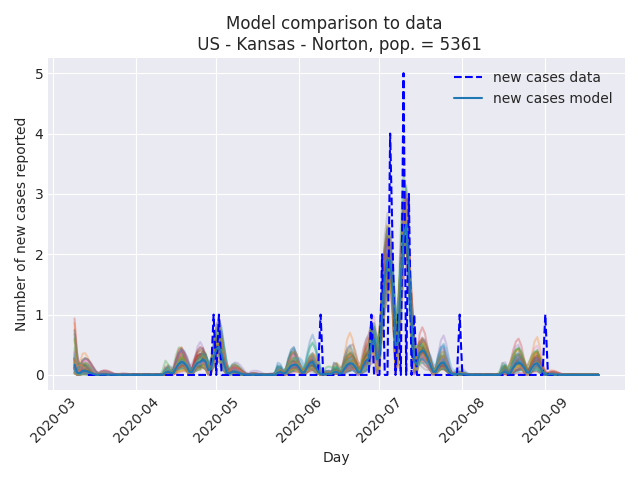 Model comparison to data
US - Kansas - Norton, pop. = 5361
new cases data
new cases model
Number of new cases reported
5
4
3
2
1
0
2020-03
2020-04
2020-05
2020-06
2020-07
2020-08
2020-09
Day